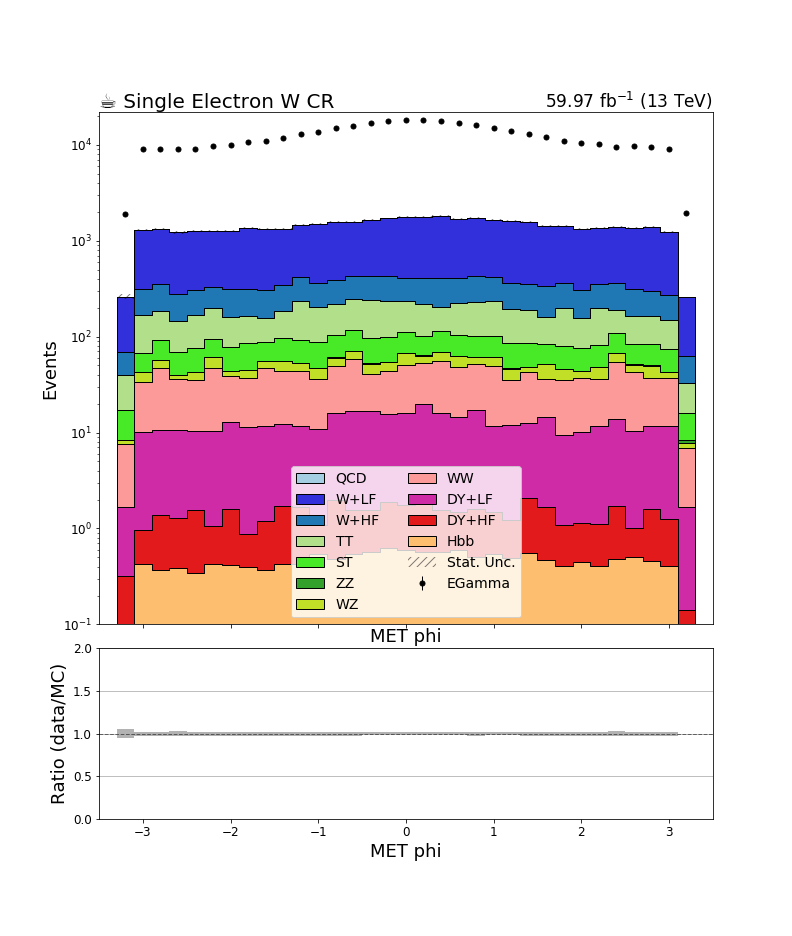 ☕ Single Electron W CR 59.97 fb⁻¹ (13 TeV)
Events
10⁴
10³
10²
10¹
10⁰
10⁻¹
QCD
W+LF
W+HF
TT
ST
ZZ
WZ
WW
DY+LF
DY+HF
Hbb
Stat. Unc.
EGamma
MET phi
Ratio (data/MC)
2.0
1.5
1.0
0.5
0.0
−3 −2 −1 0 1 2 3
MET phi